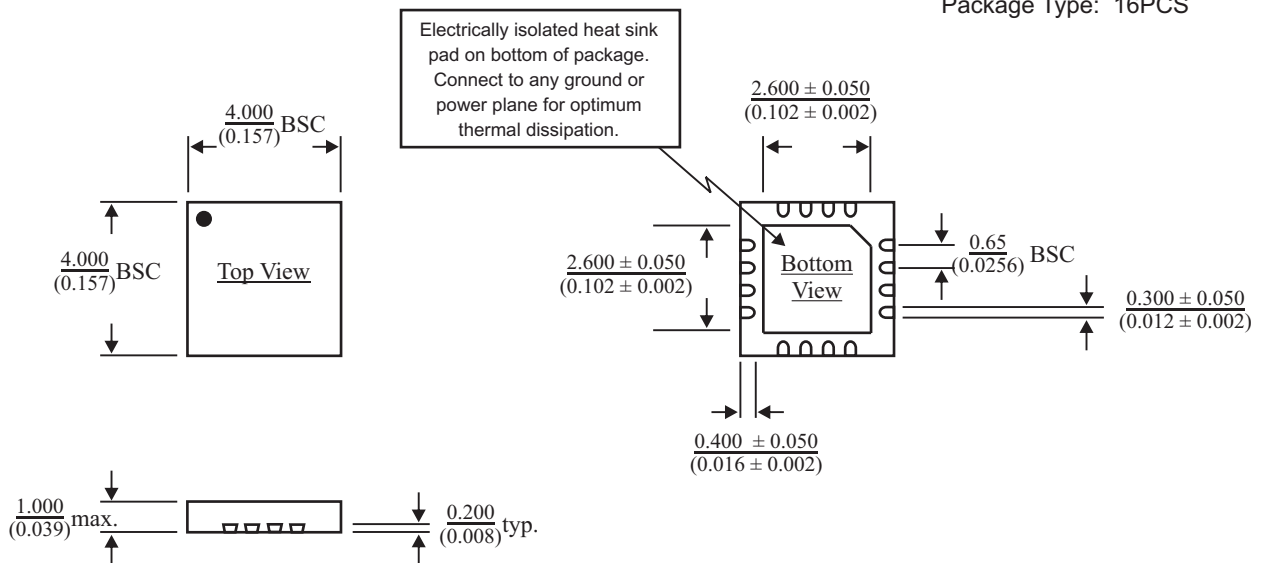 Package Type: 16PCS
Electrically isolated heat sink
pad on bottom of package.
Connect to any ground or
power plane for optimum
thermal dissipation.
4.000
(0.157)
BSC
2.600 ± 0.050
(0.102 ± 0.002)
4.000
(0.157)
BSC
Top View
2.600 ± 0.050
(0.102 ± 0.002)
Bottom
View
0.65
(0.0256)
BSC
0.300 ± 0.050
(0.012 ± 0.002)
0.400 ± 0.050
(0.016 ± 0.002)
1.000
(0.039)
max.
0.200
(0.008)
typ.